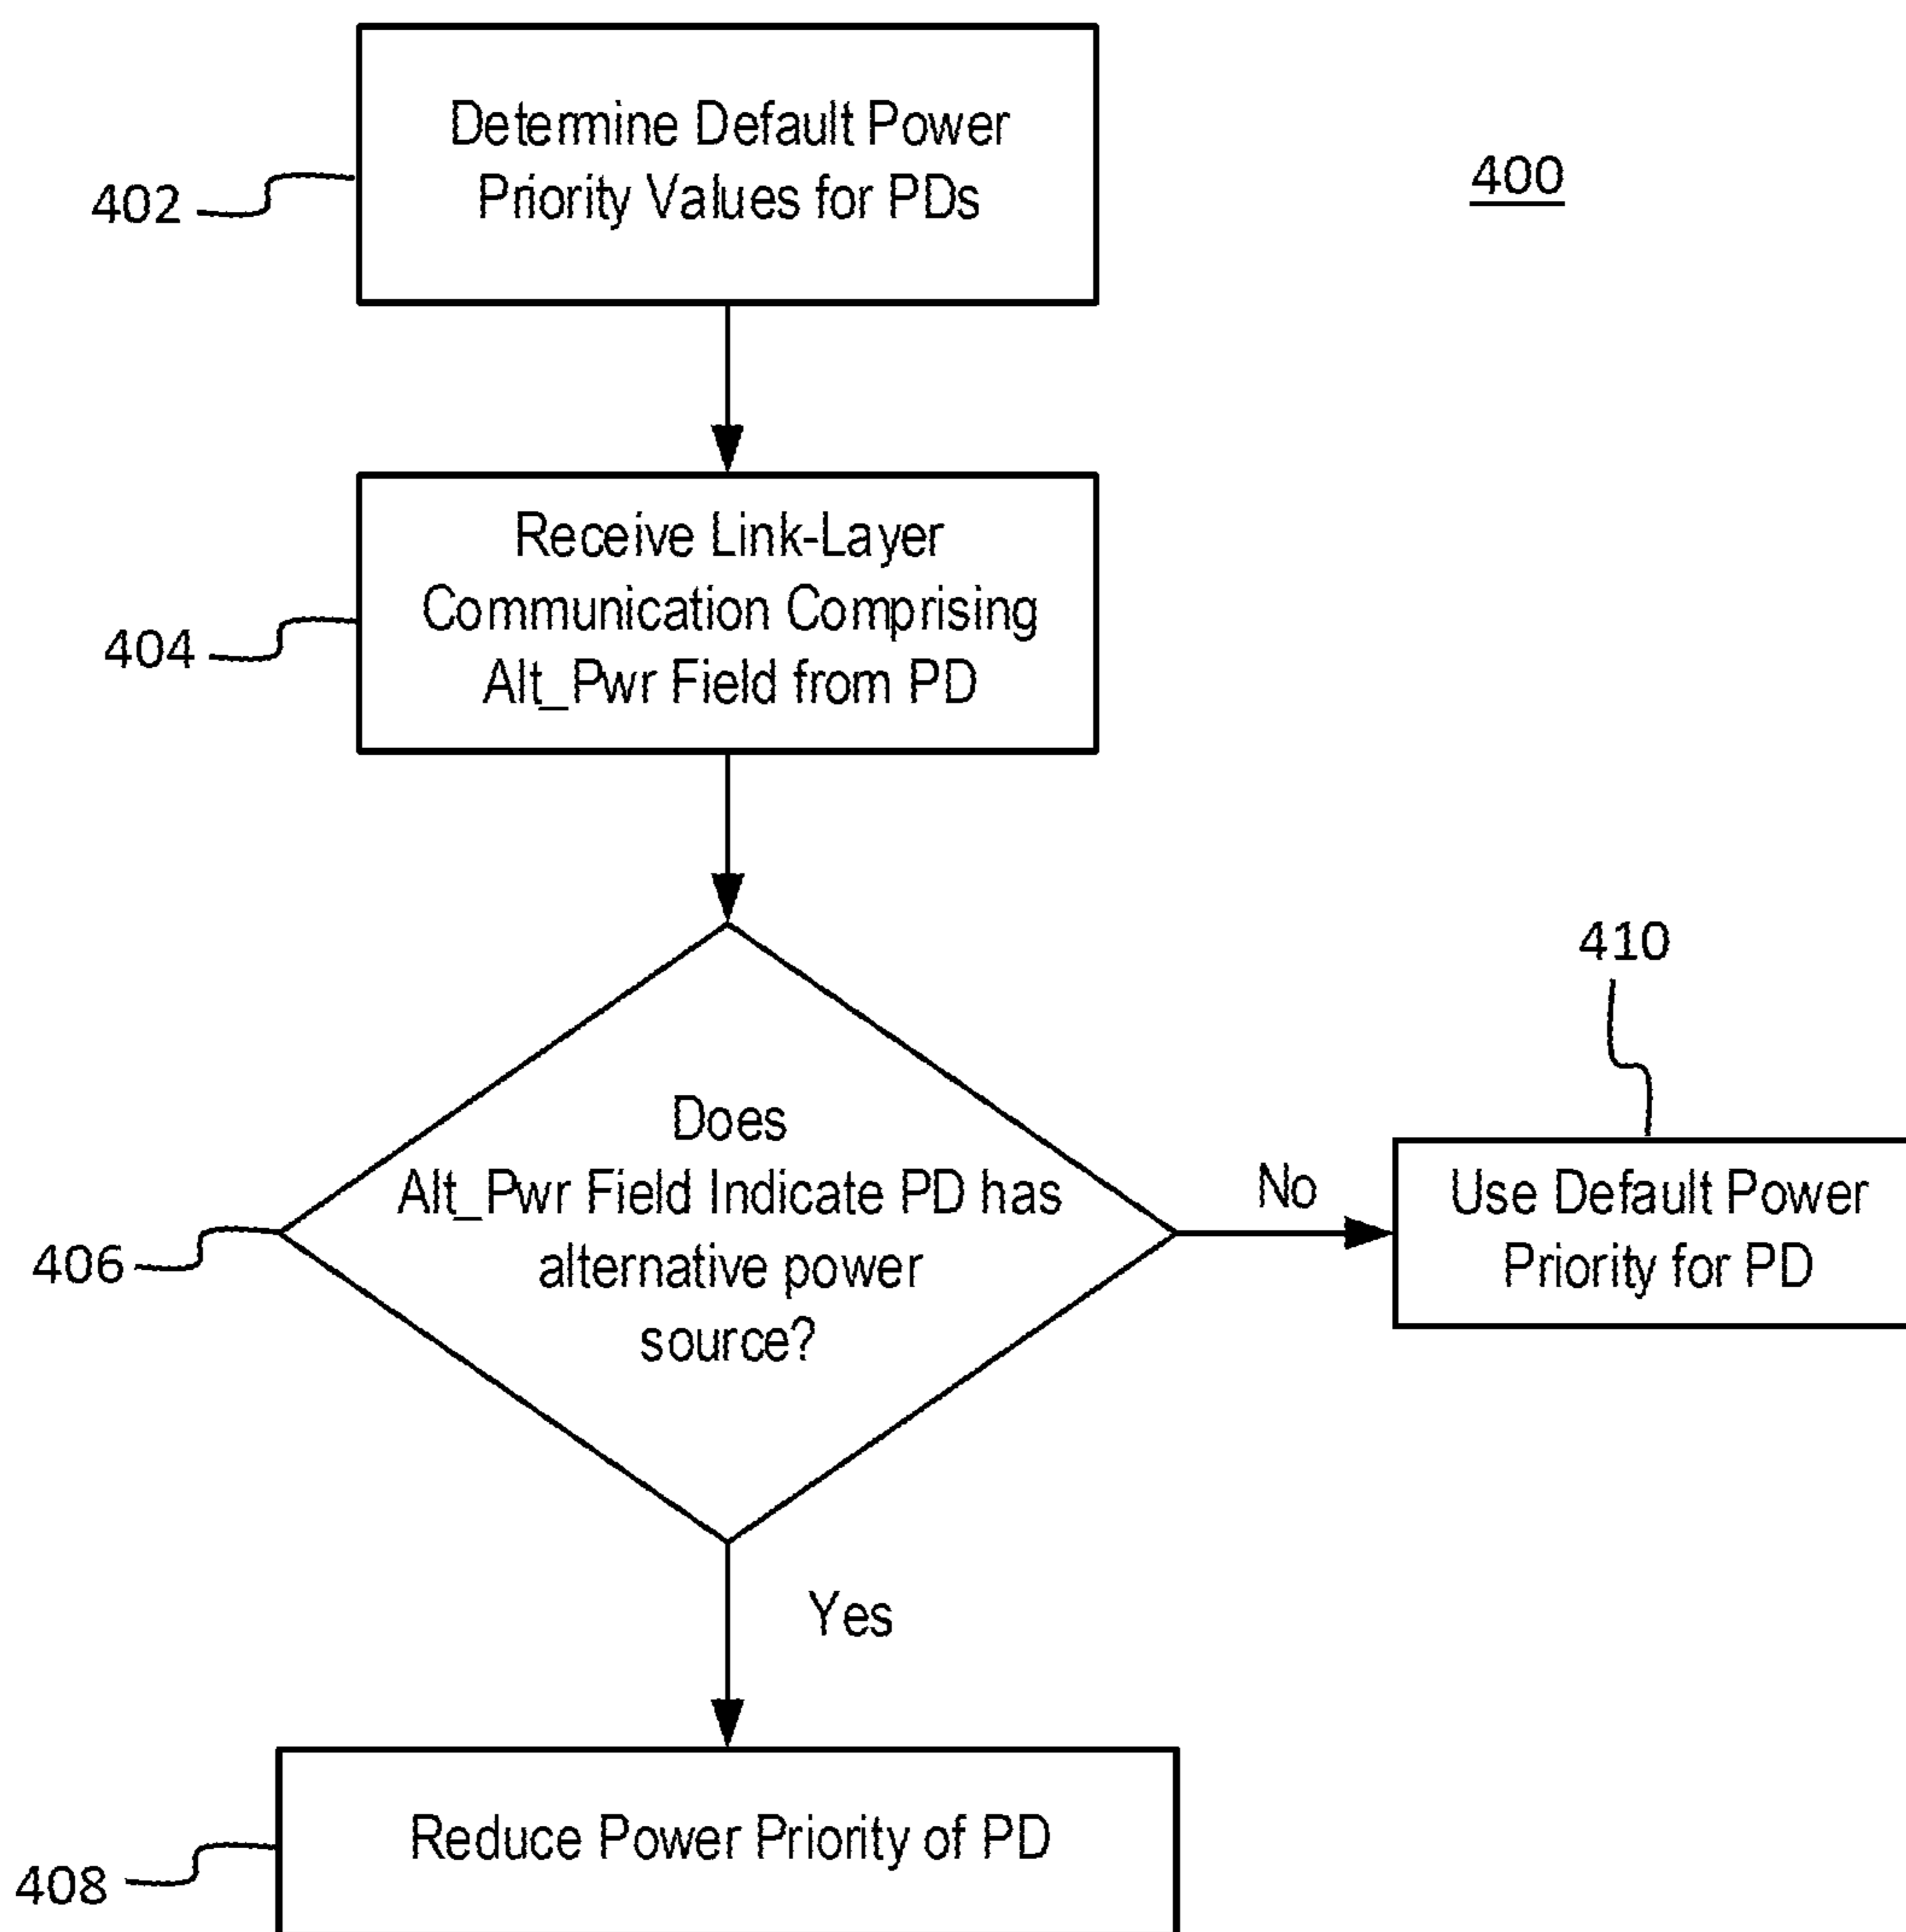 Determine Default Power
Priority Values for PDs
402
400
Receive Link-Layer
Communication Comprising
Alt_Pwr Field from PD
404
Does
Alt_Pwr Field Indicate PD has
alternative power
source?
406
No
410
Use Default Power
Priority for PD
Yes
Reduce Power Priority of PD
408